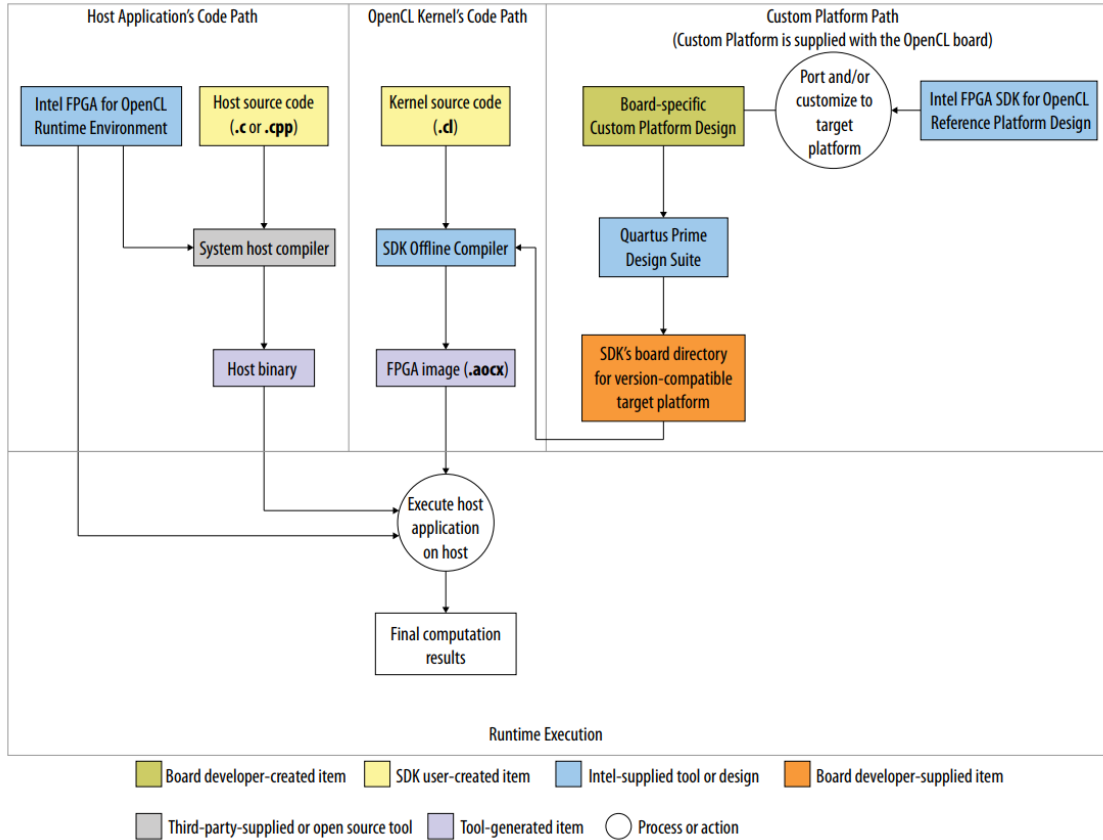 Host Application's Code Path
OpenCL Kernel's Code Path
Custom Platform Path
(Custom Platform is supplied with the OpenCL board)
Intel FPGA for OpenCL
Runtime Environment
Host source code
(.c or .cpp)
Kernel source code
(.cl)
Board-specific
Custom Platform Design
Port and/or
customize to
target
platform
Intel FPGA SDK for OpenCL
Reference Platform Design
System host compiler
SDK Offline Compiler
Quartus Prime
Design Suite
Host binary
FPGA image (.aocx)
SDK's board directory
for version-compatible
target platform
Execute host
application
on host
Final computation
results
Runtime Execution
Board developer-created item
SDK user-created item
Intel-supplied tool or design
Board developer-supplied item
Third-party-supplied or open source tool
Tool-generated item
Process or action